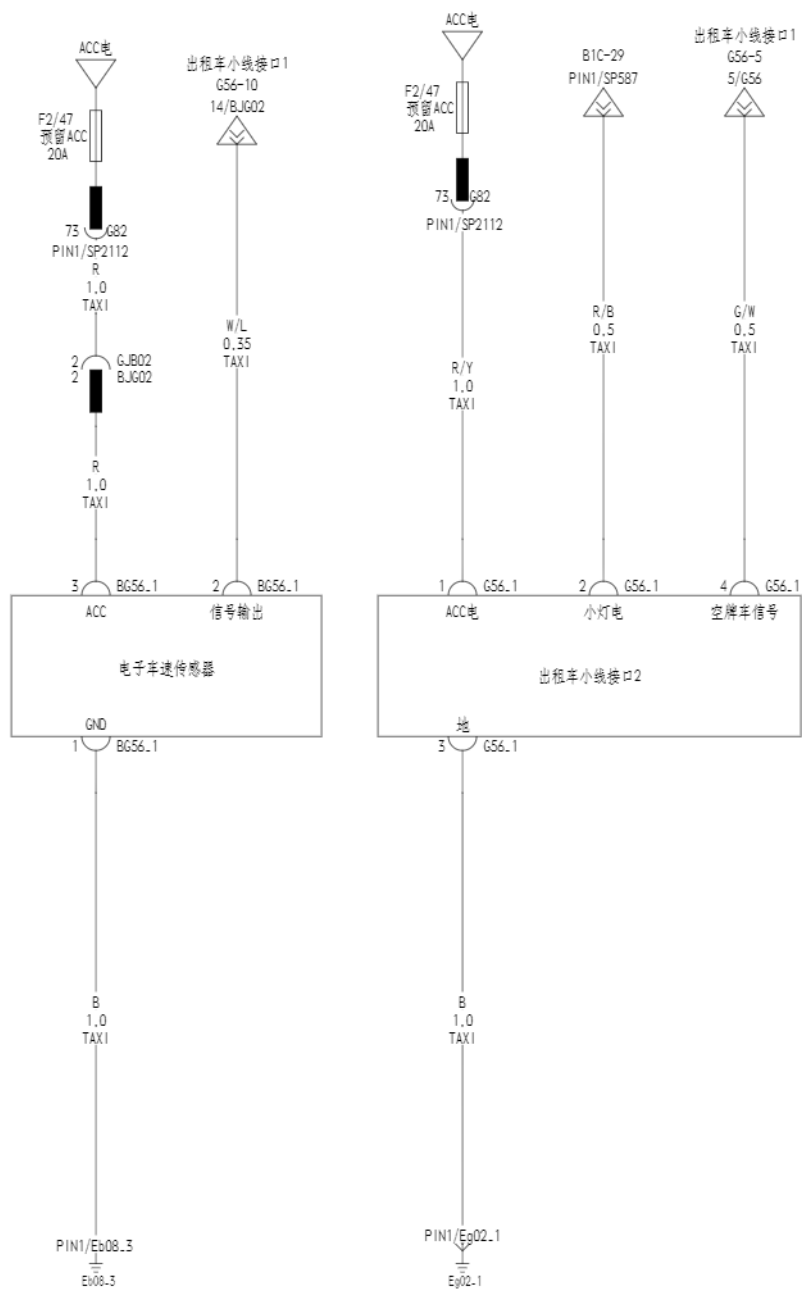 ACC电
F2/47
预留ACC
20A
73 G82
PIN1/SP2112
R
1.0
TAXI
2 GJB02
2 BJG02
R
1.0
TAXI
出租车小线接口1
G56-10
14/BJG02
W/L
0.35
TAXI
3 BG56_1
2 BG56_1
ACC
信号输出
电子车速传感器
GND
1 BG56_1
B
1.0
TAXI
PIN1/Eb08_3
Eb08_3
ACC电
F2/47
预留ACC
20A
73 G82
PIN1/SP2112
R/Y
1.0
TAXI
B1C-29
PIN1/SP587
R/B
0.5
TAXI
出租车小线接口1
G56-5
5/G56
G/W
0.5
TAXI
1 G56_1
2 G56_1
4 G56_1
ACC电
小灯电
空牌车信号
出租车小线接口2
地
3 G56_1
B
1.0
TAXI
PIN1/Eg02_1
Eg02_1